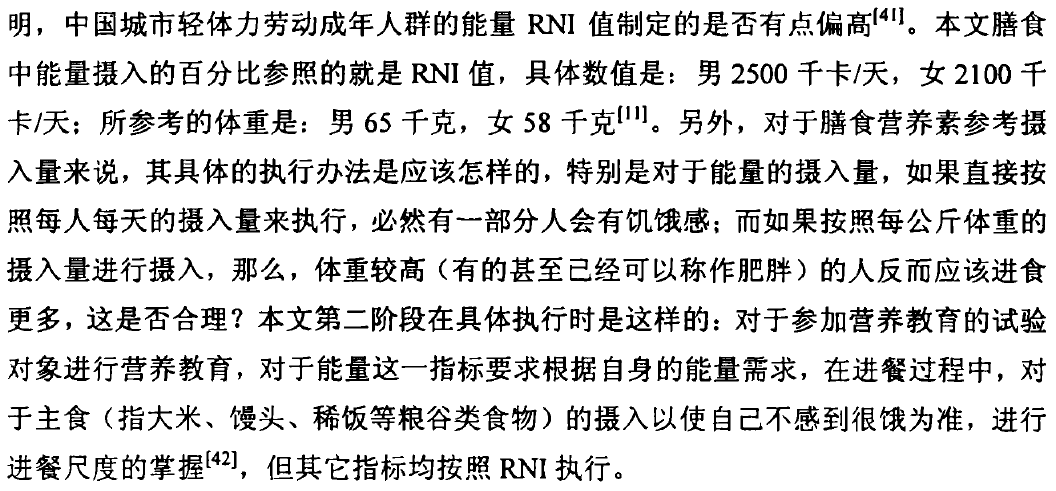 明，中国城市轻体力劳动成年人群的能量 RNI 值制定的是否有点偏高[41]。本文膳食
中能量摄入的百分比参照的就是 RNI 值，具体数值是：男 2500 千卡/天，女 2100 千
卡/天；所参考的体重是：男 65 千克，女 58 千克[11]。另外，对于膳食营养素参考摄
入量来说，其具体的执行办法是应该怎样的，特别是对于能量的摄入量，如果直接按
照每人每天的摄入量来执行，必然有一部分人会有饥饿感；而如果按照每公斤体重的
摄入量进行摄入，那么，体重较高（有的甚至已经可以称作肥胖）的人反而应该进食
更多，这是否合理？本文第二阶段在具体执行时是这样的：对于参加营养教育的试验
对象进行营养教育，对于能量这一指标要求根据自身的能量需求，在进餐过程中，对
于主食（指大米、馒头、稀饭等粮谷类食物）的摄入以使自己不感到很饿为准，进行
进餐尺度的掌握[42]，但其它指标均按照 RNI 执行。